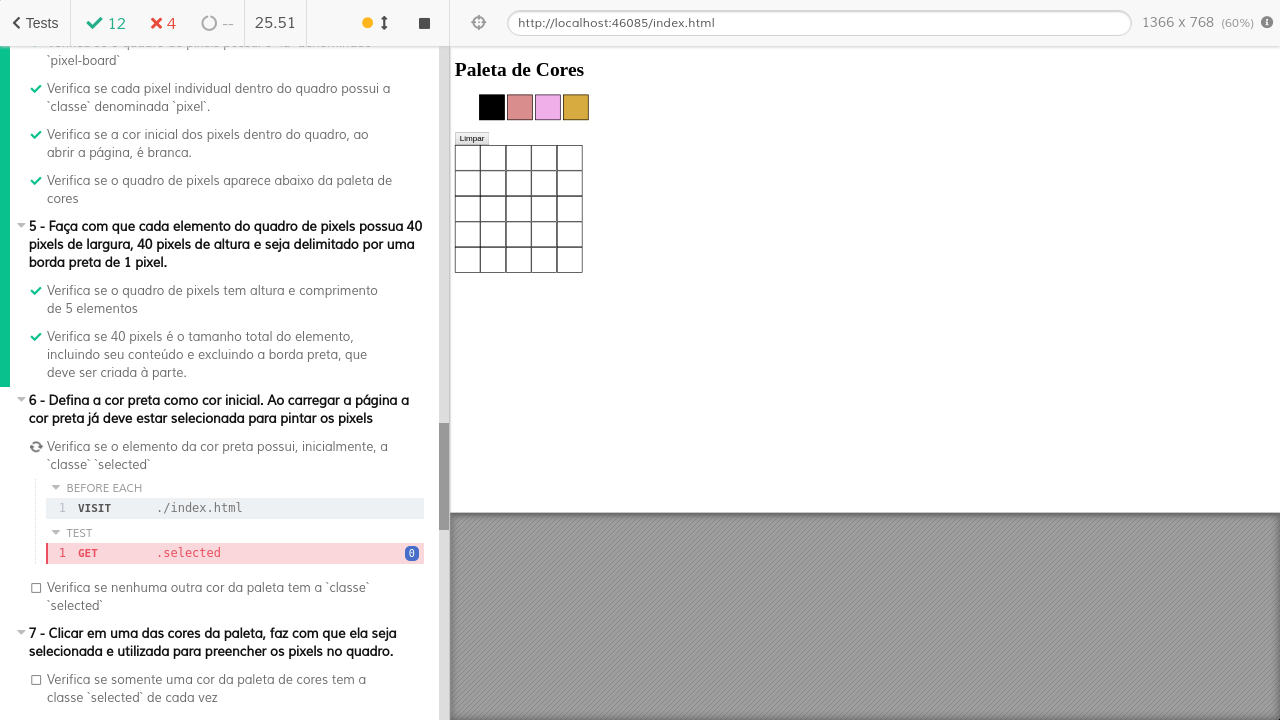 Tests
12
4
--
25.51
http://localhost:46085/index.html
1366 x 768 (60%)
`pixel-board`
Verifica se cada pixel individual dentro do quadro possui a
`classe` denominada `pixel`.
Verifica se a cor inicial dos pixels dentro do quadro, ao
abrir a página, é branca.
Verifica se o quadro de pixels aparece abaixo da paleta de
cores
5 - Faça com que cada elemento do quadro de pixels possua 40
pixels de largura, 40 pixels de altura e seja delimitado por uma
borda preta de 1 pixel.
Verifica se o quadro de pixels tem altura e comprimento
de 5 elementos
Verifica se 40 pixels é o tamanho total do elemento,
incluindo seu conteúdo e excluindo a borda preta, que
deve ser criada à parte.
6 - Defina a cor preta como cor inicial. Ao carregar a página a
cor preta já deve estar selecionada para pintar os pixels
Verifica se o elemento da cor preta possui, inicialmente, a
`classe` `selected`
BEFORE EACH
1 VISIT ./index.html
TEST
1 GET .selected 0
Verifica se nenhuma outra cor da paleta tem a `classe`
`selected`
7 - Clicar em uma das cores da paleta, faz com que ela seja
selecionada e utilizada para preencher os pixels no quadro.
Verifica se somente uma cor da paleta de cores tem a
classe `selected` de cada vez
Paleta de Cores
Limpar